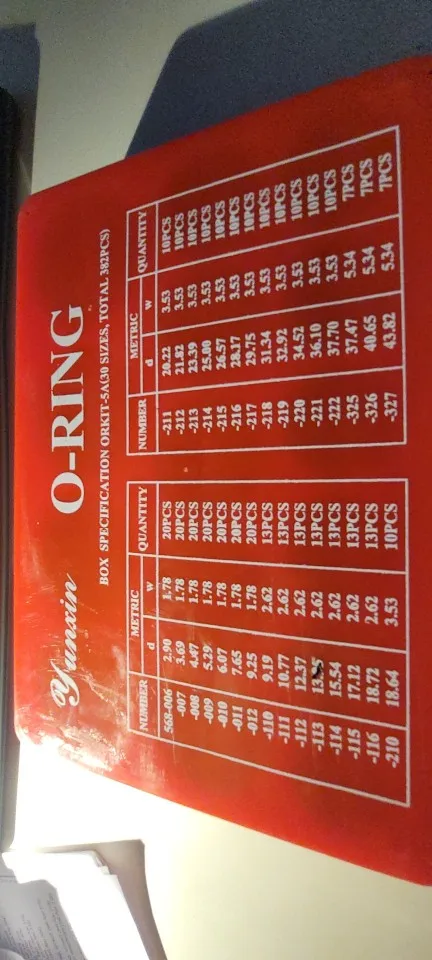 Yunxin O-RING
BOX SPECIFICATION ORKIT-5A(30 SIZES, TOTAL 382PCS)
NUMBER METRIC QUANTITY
d w
568-006 2.90 1.78 20PCS
-007 3.69 1.78 20PCS
-008 4.47 1.78 20PCS
-009 5.29 1.78 20PCS
-010 6.07 1.78 20PCS
-011 7.65 1.78 20PCS
-012 9.25 1.78 20PCS
-110 9.19 2.62 13PCS
-111 10.77 2.62 13PCS
-112 12.37 2.62 13PCS
-113 2.62 13PCS
-114 15.54 2.62 13PCS
-115 17.12 2.62 13PCS
-116 18.72 2.62 13PCS
-210 18.64 3.53 10PCS
NUMBER METRIC QUANTITY
d w
-211 20.22 3.53 10PCS
-212 21.82 3.53 10PCS
-213 23.39 3.53 10PCS
-214 25.00 3.53 10PCS
-215 26.57 3.53 10PCS
-216 28.17 3.53 10PCS
-217 29.75 3.53 10PCS
-218 31.34 3.53 10PCS
-219 32.92 3.53 10PCS
-220 34.52 3.53 10PCS
-221 36.10 3.53 10PCS
-222 37.70 3.53 10PCS
-325 37.47 5.34 7PCS
-326 40.65 5.34 7PCS
-327 43.82 5.34 7PCS